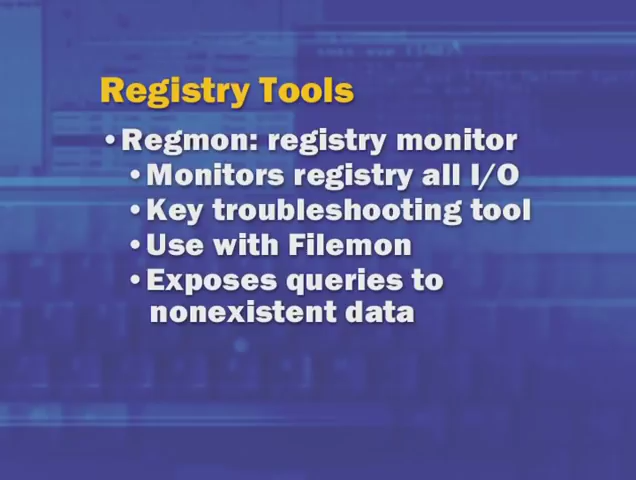 Registry Tools
•Regmon: registry monitor
•Monitors registry all I/O
•Key troubleshooting tool
•Use with Filemon
•Exposes queries to
nonexistent data